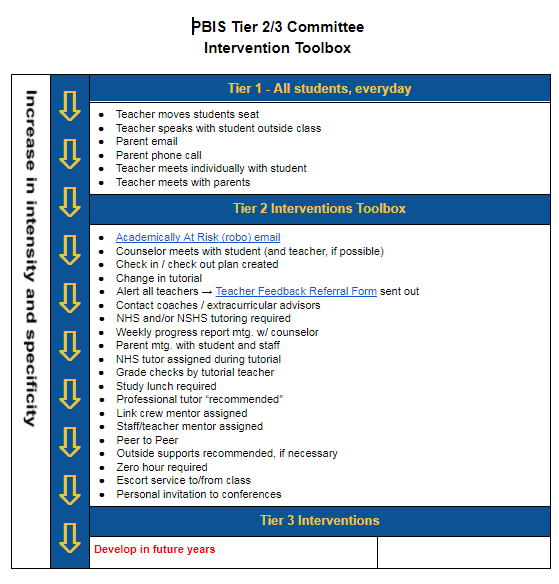 PBIS Tier 2/3 Committee
Intervention Toolbox
Increase in intensity and specificity
Tier 1 - All students, everyday
● Teacher moves students seat
● Teacher speaks with student outside class
● Parent email
● Parent phone call
● Teacher meets individually with student
● Teacher meets with parents
Tier 2 Interventions Toolbox
● Academically At Risk (robo) email
● Counselor meets with student (and teacher, if possible)
● Check in / check out plan created
● Change in tutorial
● Alert all teachers → Teacher Feedback Referral Form sent out
● Contact coaches / extracurricular advisors
● NHS and/or NSHS tutoring required
● Weekly progress report mtg. w/ counselor
● Parent mtg. with student and staff
● NHS tutor assigned during tutorial
● Grade checks by tutorial teacher
● Study lunch required
● Professional tutor “recommended”
● Link crew mentor assigned
● Staff/teacher mentor assigned
● Peer to Peer
● Outside supports recommended, if necessary
● Zero hour required
● Escort service to/from class
● Personal invitation to conferences
Tier 3 Interventions
Develop in future years